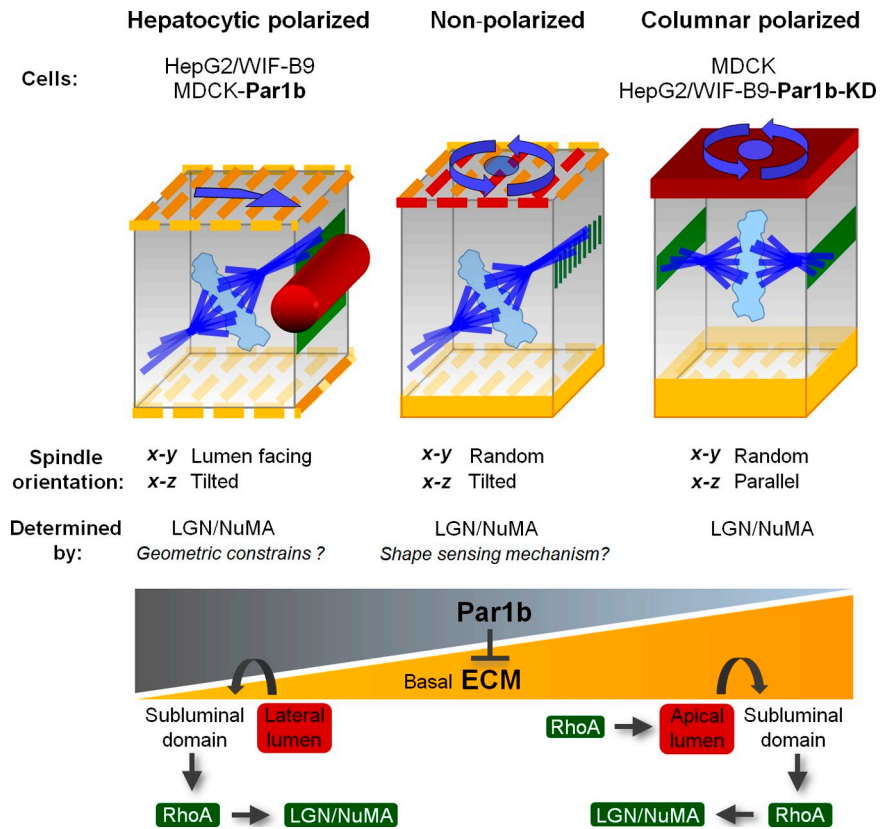 Hepatocytic polarized Non-polarized Columnar polarized
Cells: HepG2/WIF-B9 MDCK
MDCK-Par1b HepG2/WIF-B9-Par1b-KD
Spindle orientation:
x-y Lumen facing x-y Random x-y Random
x-z Tilted x-z Tilted x-z Parallel
Determined by:
LGN/NuMA LGN/NuMA LGN/NuMA
Geometric constrains ? Shape sensing mechanism?
Par1b
Basal ECM
Subluminal domain
Lateral lumen
RhoA
Apical lumen
Subluminal domain
RhoA LGN/NuMA LGN/NuMA RhoA